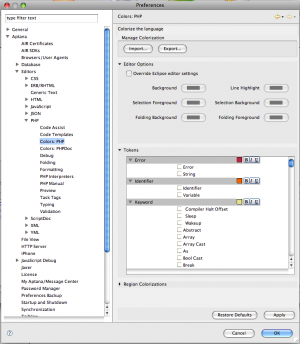 Preferences
type filter text
Colors: PHP
General
Aptana
AIR Certificates
AIR SDKs
Browsers/User Agents
Database
Editors
CSS
ERB/RHTML
Generic Text
HTML
JavaScript
JSON
PHP
Code Assist
Code Templates
Colors: PHP
Colors: PHPDoc
Debug
Folding
Formatting
PHP Interpreters
PHP Manual
Preview
Task Tags
Typing
Validation
ScriptDoc
XML
YML
File View
HTTP Server
iPhone
JavaScript Debug
Jaxer
License
My Aptana/Message Center
Password Manager
Preferences Backup
Startup and Shutdown
Synchronization
Colorize the language
Manage Colorization
Import...
Export...
Editor Options
Override Eclipse editor settings
Background
Line Highlight
Selection Foreground
Selection Background
Folding Background
Folding Foreground
Tokens
Error
B I U
Error
String
Identifier
B I U
Identifier
Variable
Keyword
B I U
Compiler Halt Offset
Sleep
Wakeup
Abstract
Array
Array Cast
As
Bool Cast
Break
Region Colorizations
Restore Defaults
Apply
?
Cancel
OK